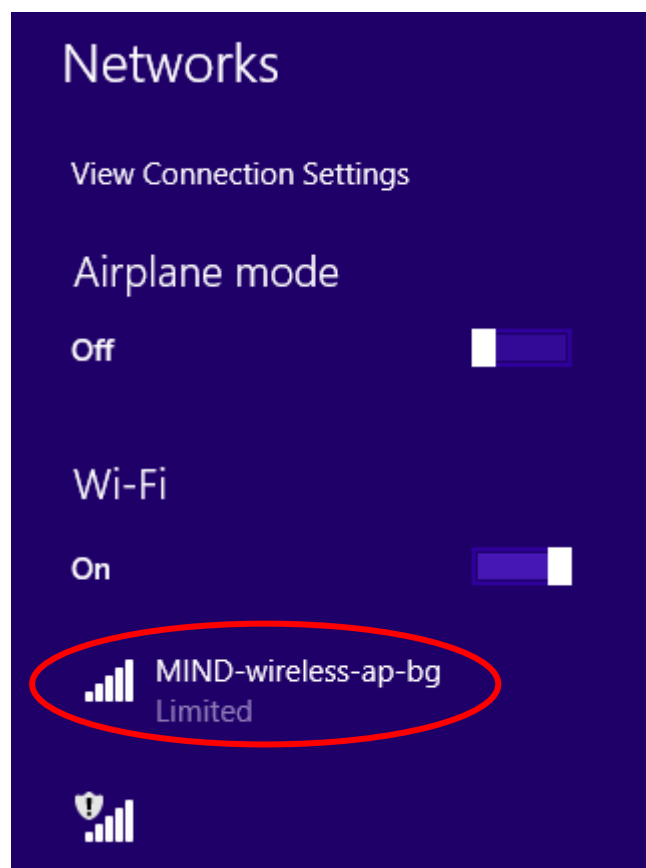 Networks
View Connection Settings
Airplane mode
Off
Wi-Fi
On
MIND-wireless-ap-bg
Limited